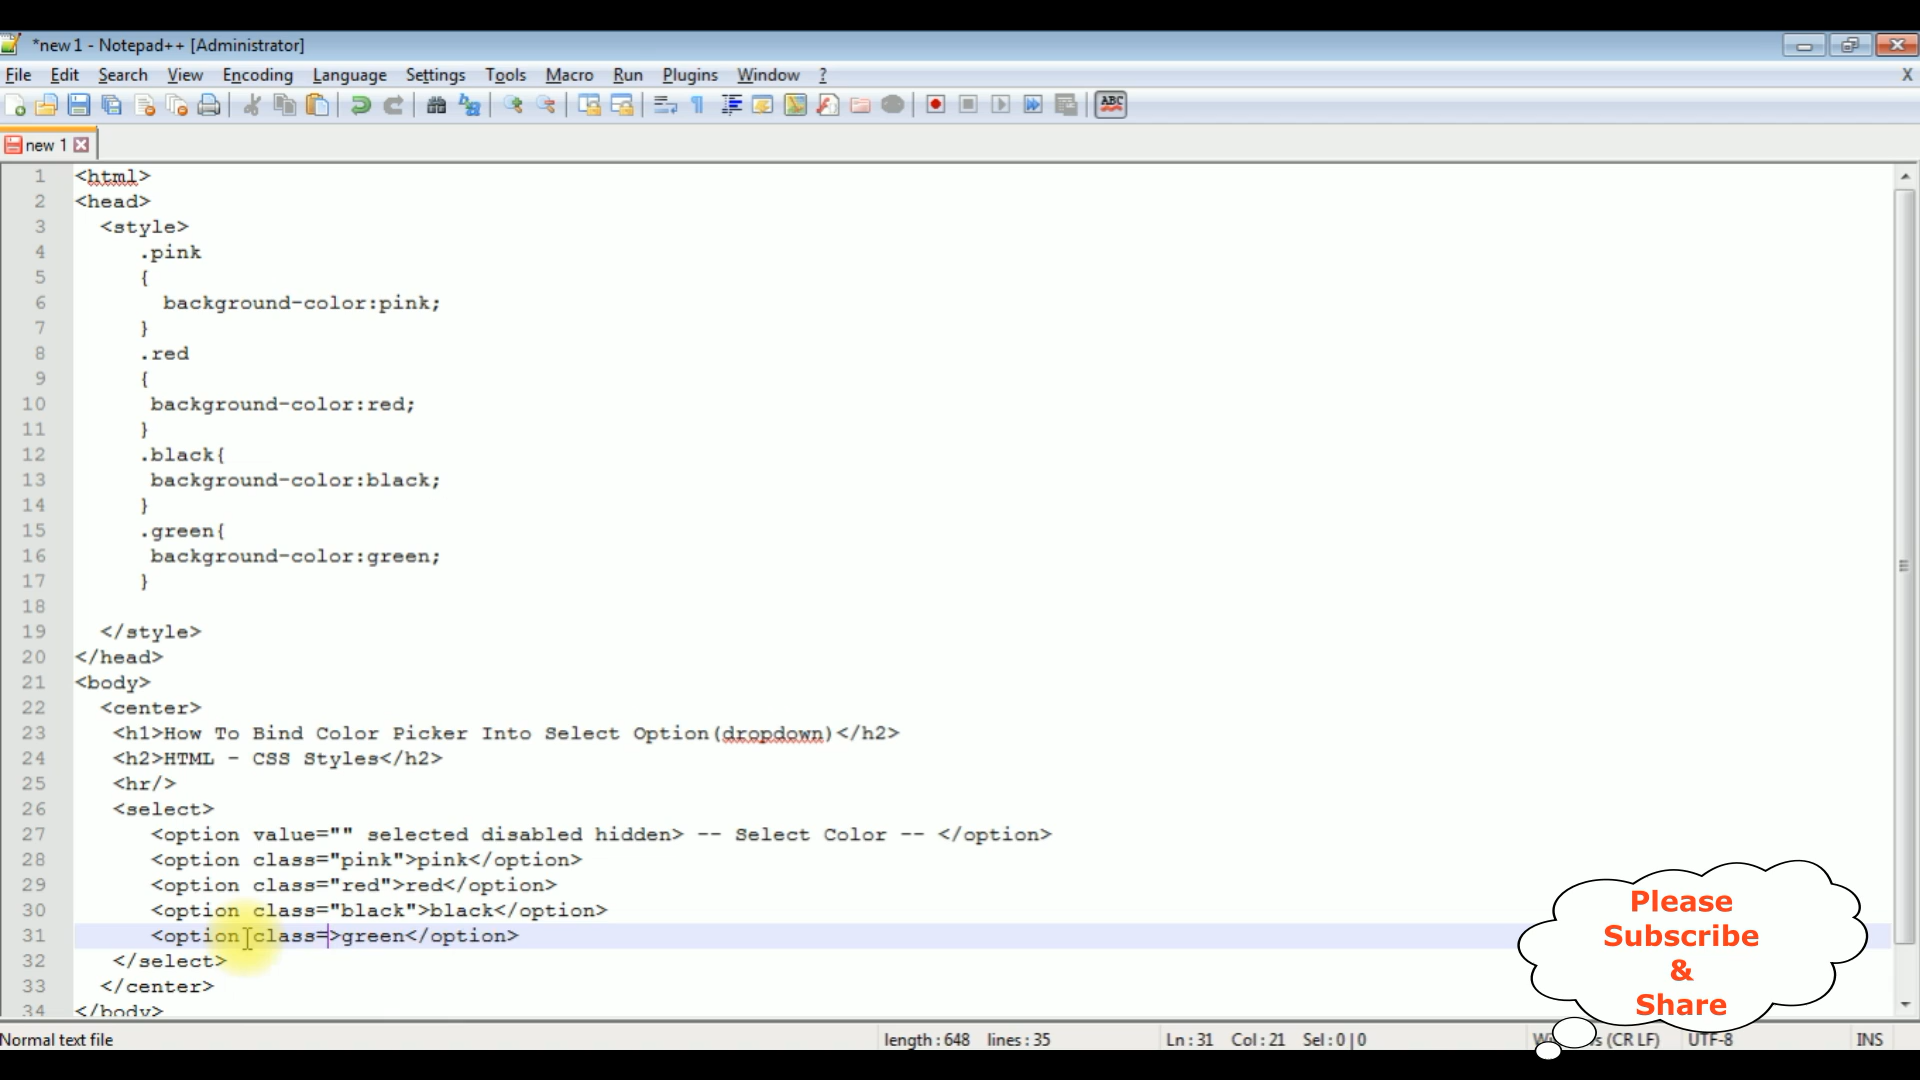 *new 1 - Notepad++ [Administrator]
File Edit Search View Encoding Language Settings Tools Macro Run Plugins Window ? X
ABC
new 1
1 <html>
2 <head>
3 <style>
4 .pink
5 {
6 background-color:pink;
7 }
8 .red
9 {
10 background-color:red;
11 }
12 .black{
13 background-color:black;
14 }
15 .green{
16 background-color:green;
17 }
18
19 </style>
20 </head>
21 <body>
22 <center>
23 <h1>How To Bind Color Picker Into Select Option(dropdown)</h2>
24 <h2>HTML - CSS Styles</h2>
25 <hr/>
26 <select>
27 <option value="" selected disabled hidden> -- Select Color -- </option>
28 <option class="pink">pink</option>
29 <option class="red">red</option>
30 <option class="black">black</option>
31 <option class=>green</option>
32 </select>
33 </center>
34 </body>
Please
Subscribe
&
Share
Normal text file length : 648 lines : 35 Ln : 31 Col : 21 Sel : 0 | 0 (CR LF) UTF-8 INS